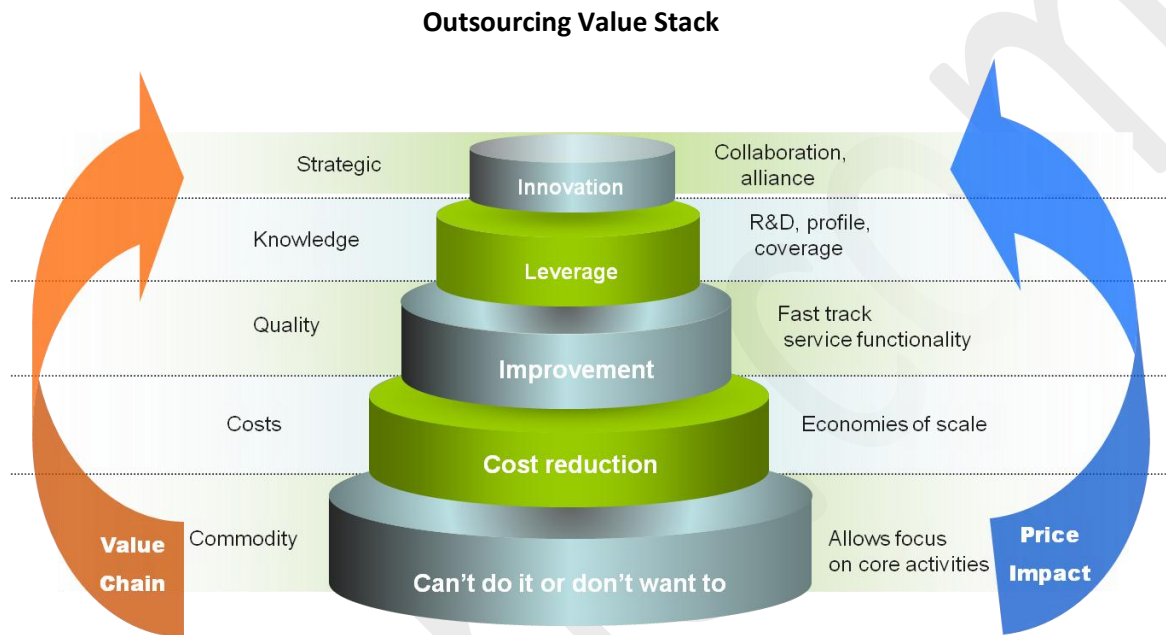 Outsourcing Value Stack
Strategic
Innovation
Collaboration,
alliance
Knowledge
Leverage
R&D, profile,
coverage
Quality
Improvement
Fast track
service functionality
Costs
Cost reduction
Economies of scale
Value
Chain
Commodity
Can't do it or don't want to
Allows focus
on core activities
Price
Impact